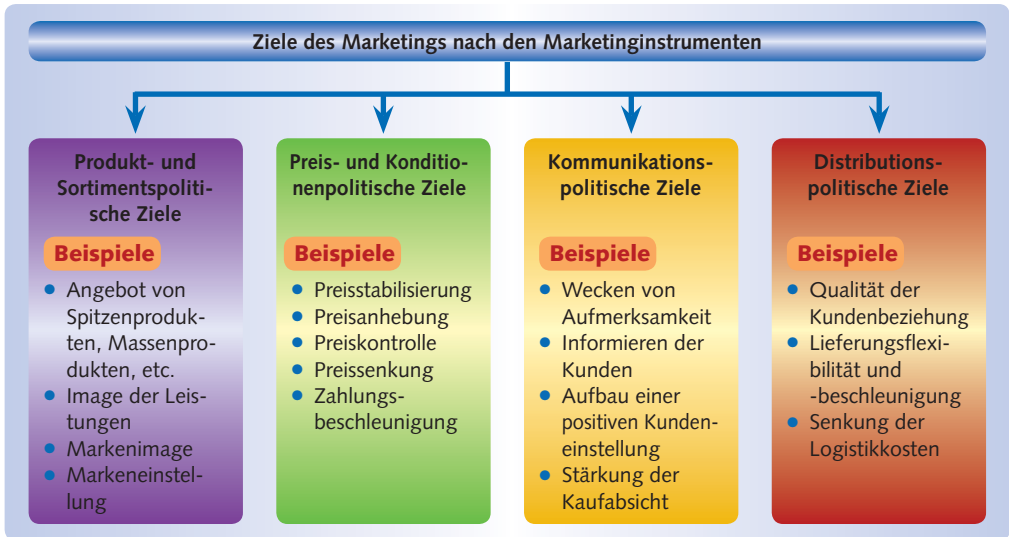 Ziele des Marketings nach den Marketinginstrumenten
Produkt- und
Sortimentspoliti-
sche Ziele
Beispiele
● Angebot von
Spitzenproduk-
ten, Massenpro-
dukten, etc.
● Image der Leis-
tungen
● Markenimage
● Markeneinstel-
lung
Preis- und Konditio-
nenpolitische Ziele
Beispiele
● Preisstabilisierung
● Preisanhebung
● Preiskontrolle
● Preissenkung
● Zahlungs-
beschleunigung
Kommunikations-
politische Ziele
Beispiele
● Wecken von
Aufmerksamkeit
● Informieren der
Kunden
● Aufbau einer
positiven Kunden-
einstellung
● Stärkung der
Kaufabsicht
Distributions-
politische Ziele
Beispiele
● Qualität der
Kundenbeziehung
● Lieferungsflexi-
bilität und
-beschleunigung
● Senkung der
Logistikkosten